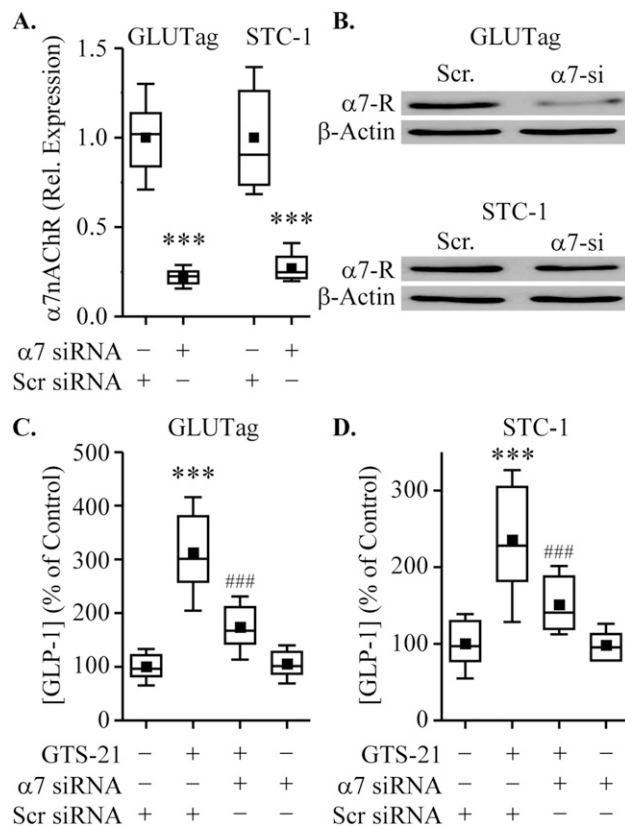 A.
GLUTag STC-1
α7nAChR (Rel. Expression)
1.5
1.0
0.5
0.0
*** ***
α7 siRNA − + − +
Scr siRNA + − + −
B.
GLUTag
Scr. α7-si
α7-R
β-Actin
STC-1
Scr. α7-si
α7-R
β-Actin
C.
GLUTag
[GLP-1] (% of Control)
500
400
300
200
100
0
***
###
GTS-21 − + + −
α7 siRNA − − + +
Scr siRNA + + − −
D.
STC-1
[GLP-1] (% of Control)
300
200
100
0
***
###
GTS-21 − + + −
α7 siRNA − − + +
Scr siRNA + + − −